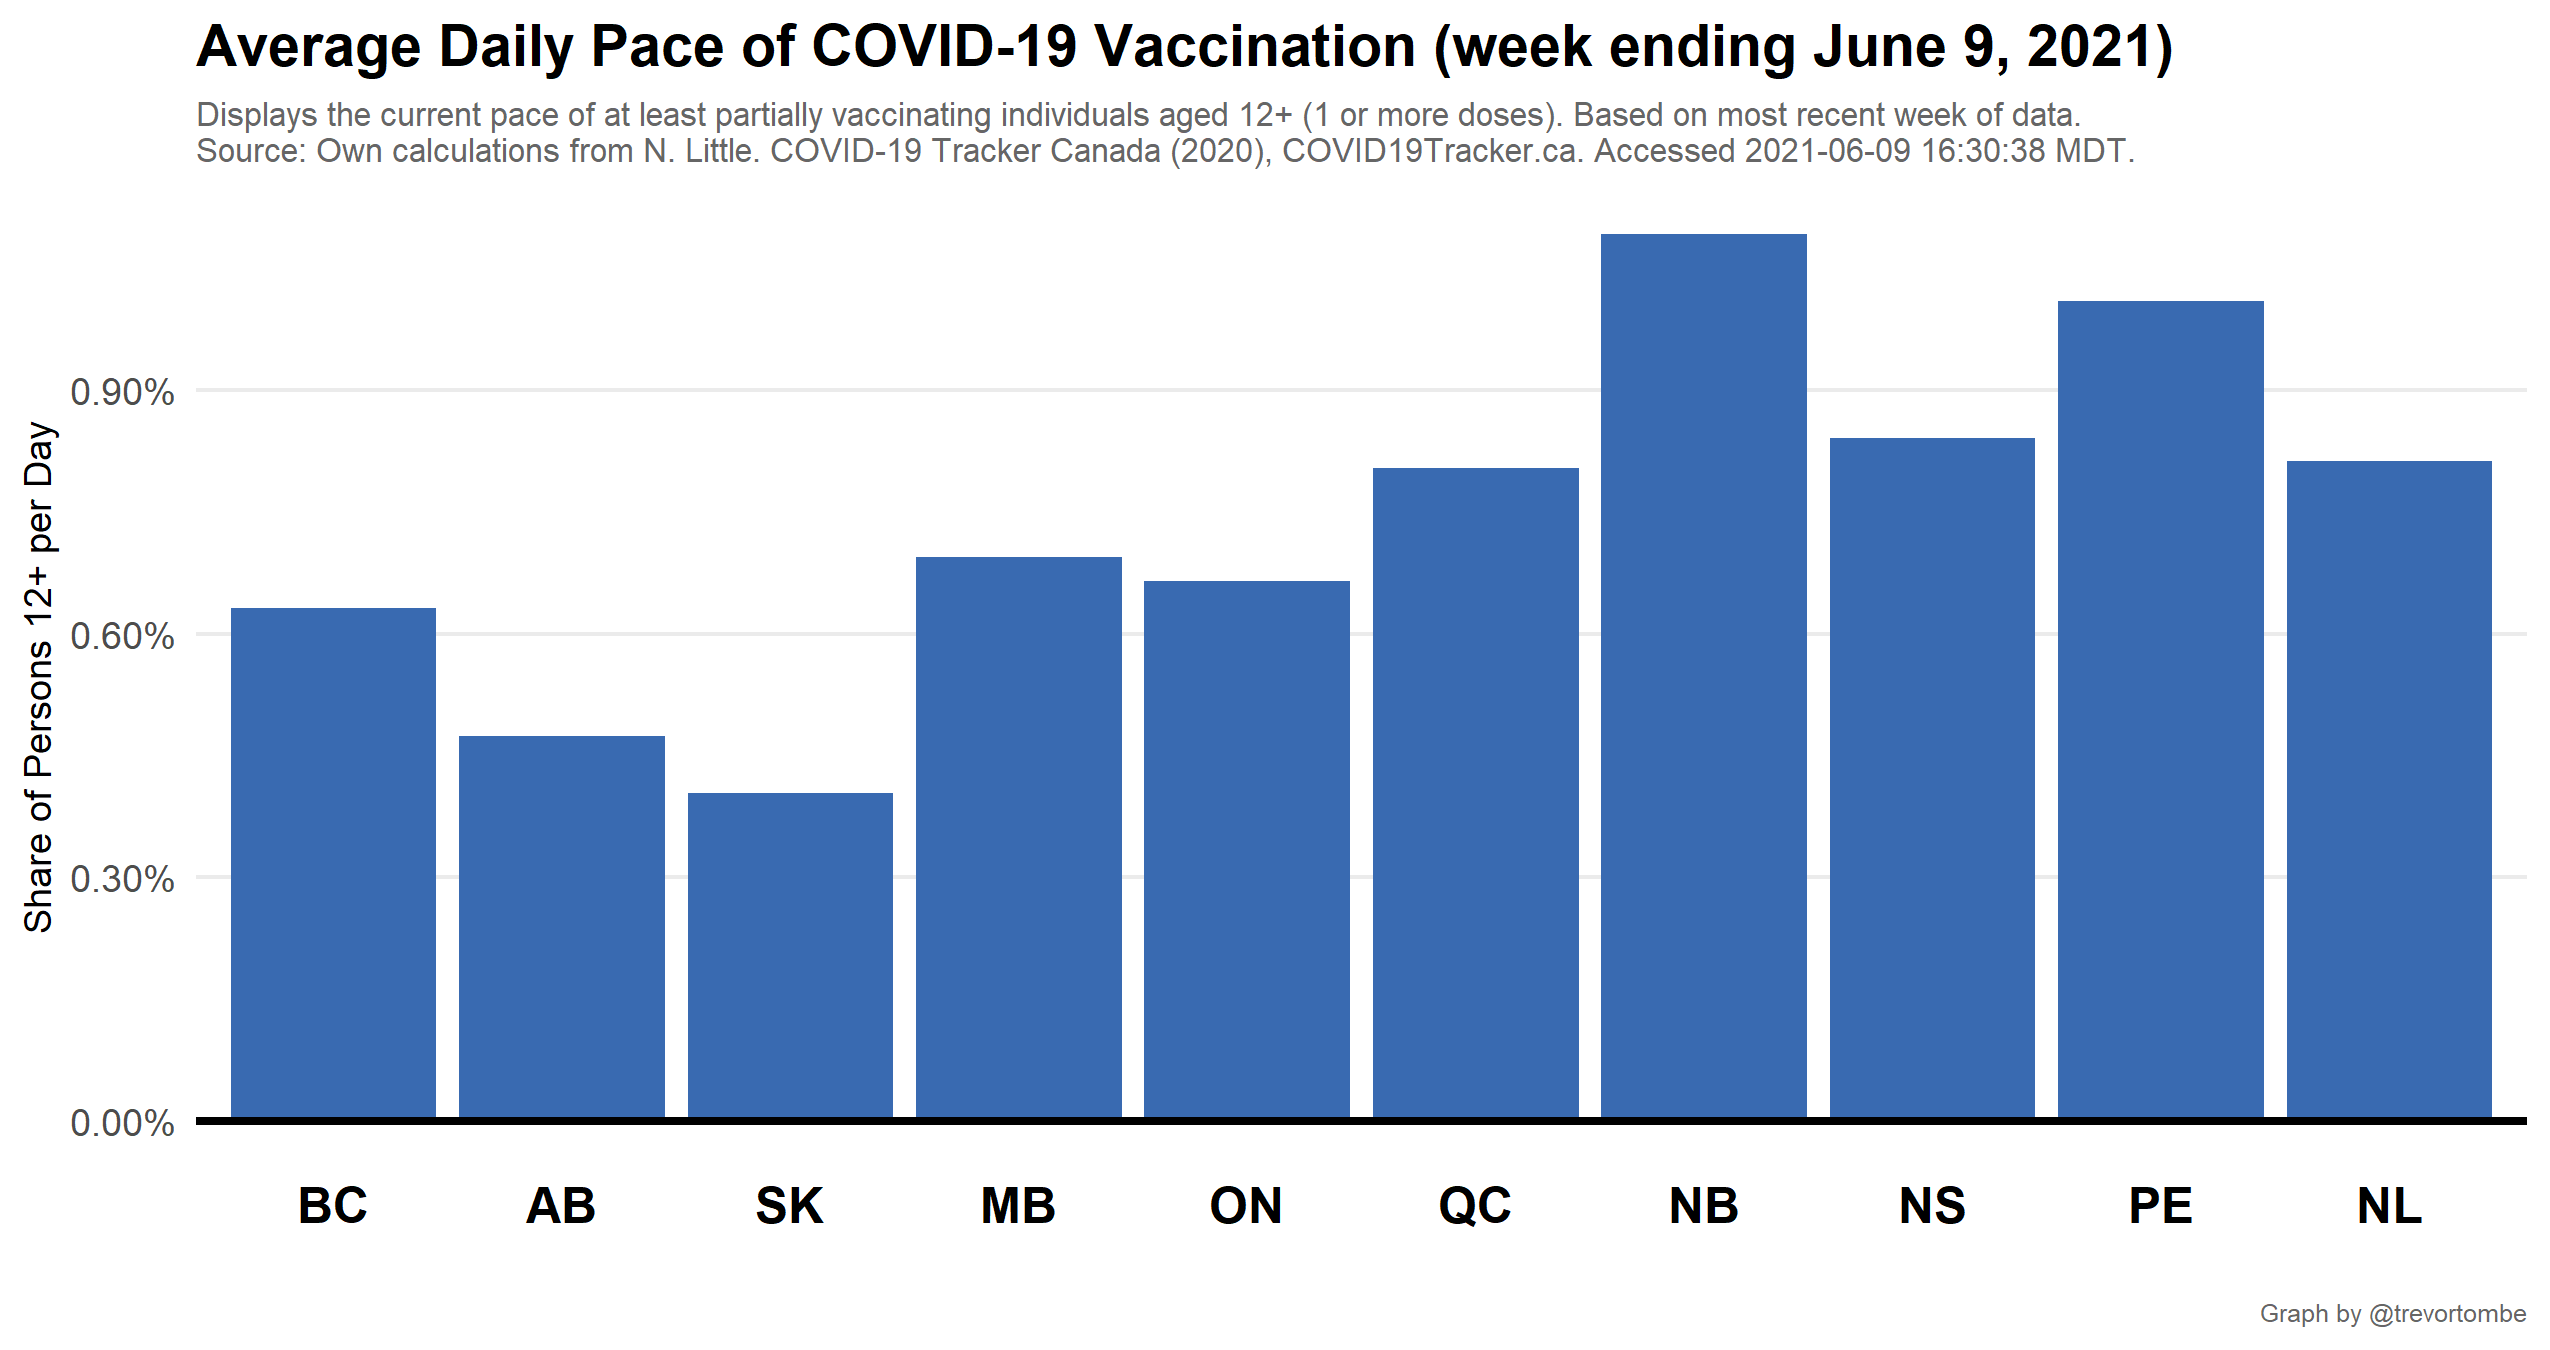 Average Daily Pace of COVID-19 Vaccination (week ending June 9, 2021)
Displays the current pace of at least partially vaccinating individuals aged 12+ (1 or more doses). Based on most recent week of data.
Source: Own calculations from N. Little. COVID-19 Tracker Canada (2020), COVID19Tracker.ca. Accessed 2021-06-09 16:30:38 MDT.
Share of Persons 12+ per Day
0.90%
0.60%
0.30%
0.00%
BC AB SK MB ON QC NB NS PE NL
Graph by @trevortombe